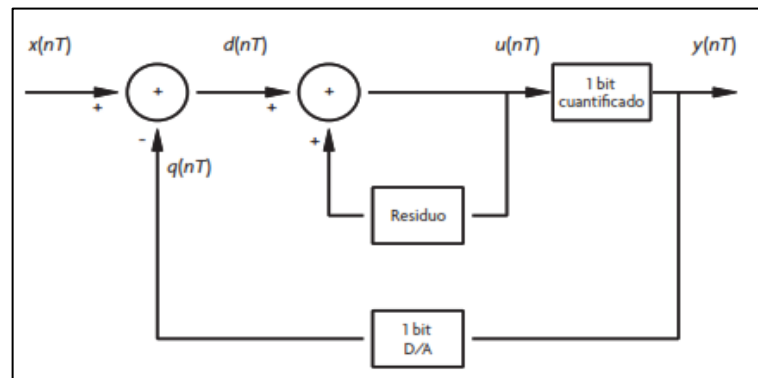 x(nT)
d(nT)
u(nT)
y(nT)
+
+
+
+
1 bit
cuantificado
-
+
q(nT)
Residuo
1 bit
D/A